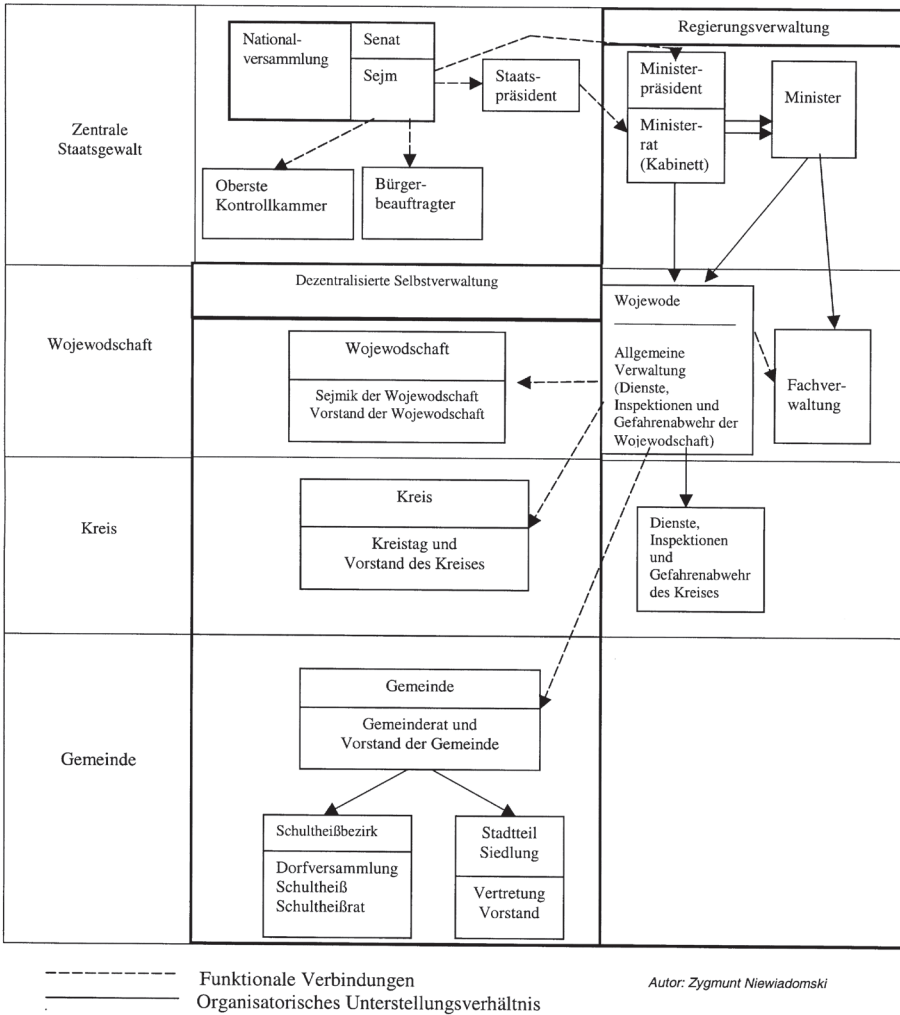 Regierungsverwaltung
National-
versammlung
Senat
Sejm
Staats-
präsident
Minister-
präsident
Minister-
rat
(Kabinett)
Minister
Zentrale
Staatsgewalt
Oberste
Kontrollkammer
Bürger-
beauftragter
Dezentralisierte Selbstverwaltung
Wojewodschaft
Wojewodschaft
Sejmik der Wojewodschaft
Vorstand der Wojewodschaft
Wojewode
Allgemeine
Verwaltung
(Dienste,
Inspektionen und
Gefahrenabwehr der
Wojewodschaft)
Fachver-
waltung
Kreis
Kreis
Kreistag und
Vorstand des Kreises
Dienste,
Inspektionen
und
Gefahrenabwehr
des Kreises
Gemeinde
Gemeinde
Gemeinderat und
Vorstand der Gemeinde
Schultheißbezirk
Dorfversammlung
Schultheiß
Schultheißrat
Stadtteil
Siedlung
Vertretung
Vorstand
Funktionale Verbindungen
Organisatorisches Unterstellungsverhältnis
Autor: Zygmunt Niewiadomski